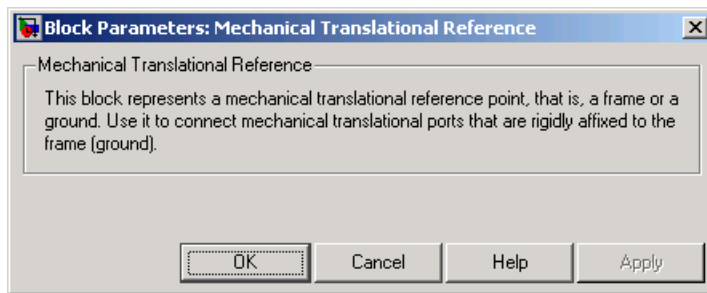 Block Parameters: Mechanical Translational Reference
Mechanical Translational Reference
This block represents a mechanical translational reference point, that is, a frame or a
ground. Use it to connect mechanical translational ports that are rigidly affixed to the
frame (ground).
OK Cancel Help Apply